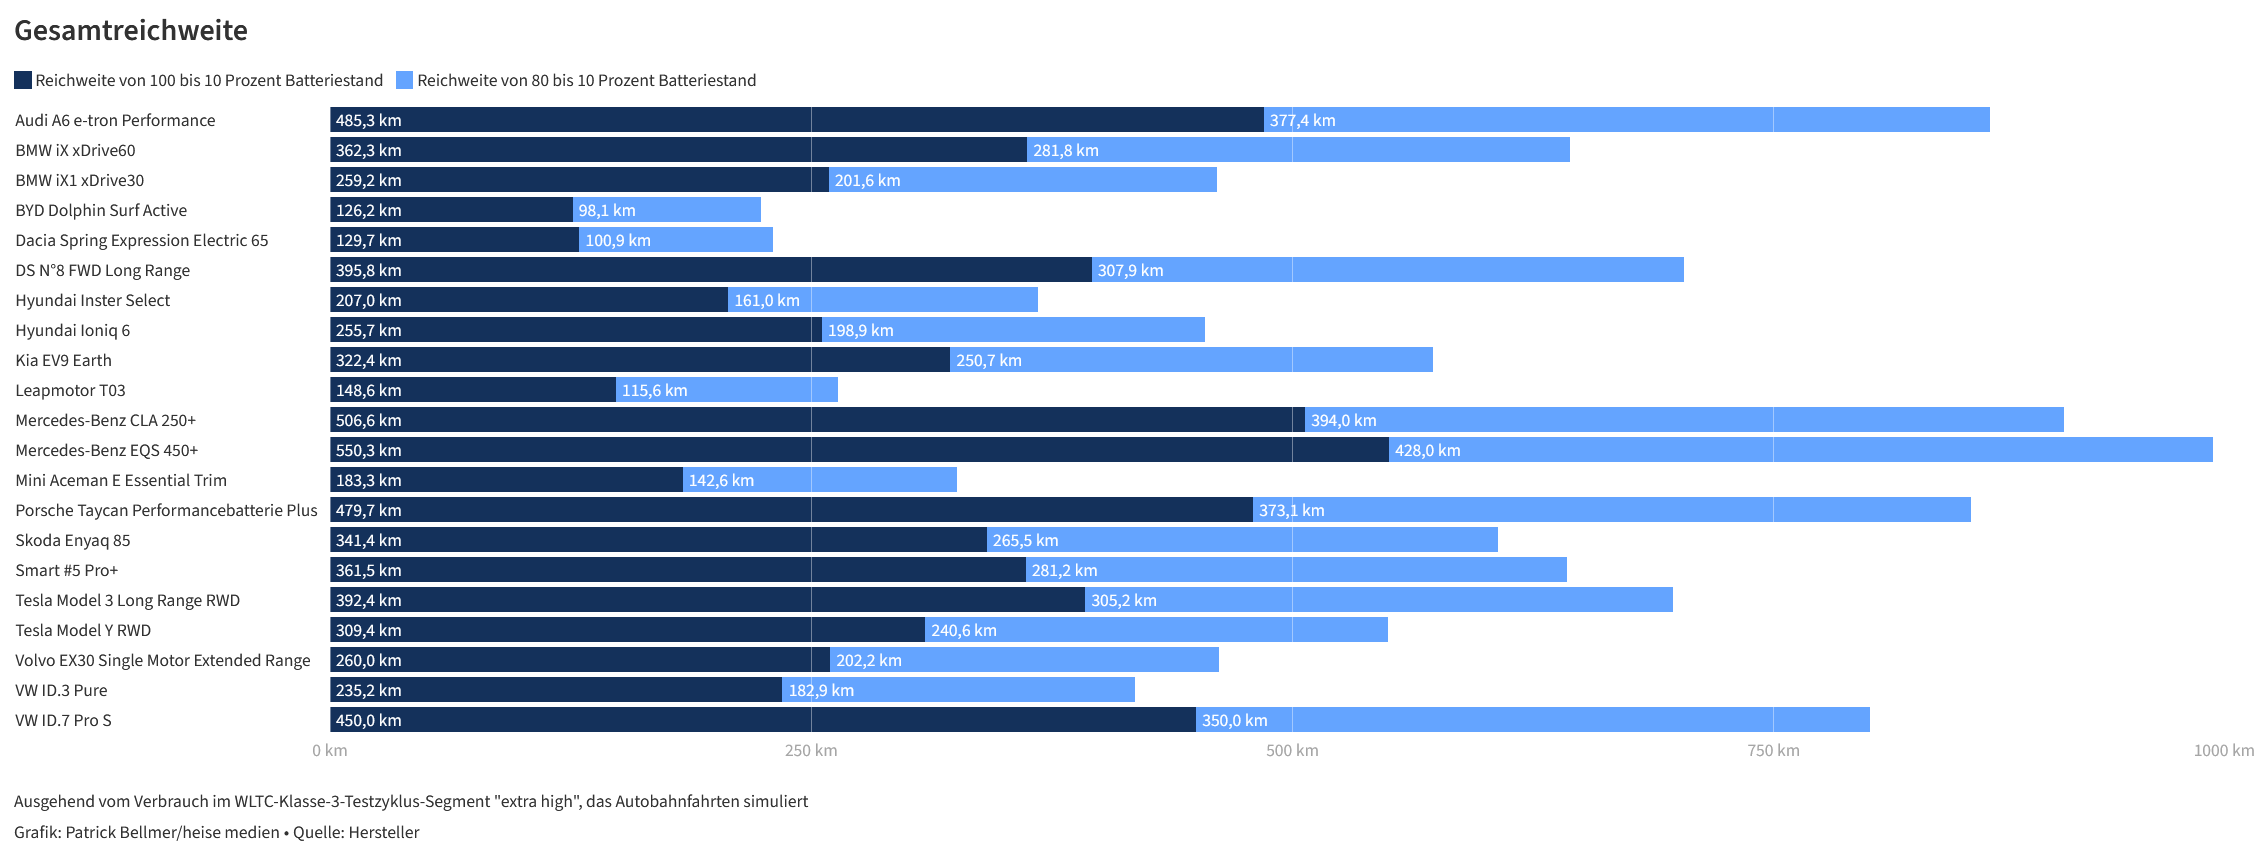 Gesamtreichweite
Reichweite von 100 bis 10 Prozent Batteriestand Reichweite von 80 bis 10 Prozent Batteriestand
Audi A6 e-tron Performance 485,3 km 377,4 km
BMW iX xDrive60 362,3 km 281,8 km
BMW iX1 xDrive30 259,2 km 201,6 km
BYD Dolphin Surf Active 126,2 km 98,1 km
Dacia Spring Expression Electric 65 129,7 km 100,9 km
DS N°8 FWD Long Range 395,8 km 307,9 km
Hyundai Inster Select 207,0 km 161,0 km
Hyundai Ioniq 6 255,7 km 198,9 km
Kia EV9 Earth 322,4 km 250,7 km
Leapmotor T03 148,6 km 115,6 km
Mercedes-Benz CLA 250+ 506,6 km 394,0 km
Mercedes-Benz EQS 450+ 550,3 km 428,0 km
Mini Aceman E Essential Trim 183,3 km 142,6 km
Porsche Taycan Performancebatterie Plus 479,7 km 373,1 km
Skoda Enyaq 85 341,4 km 265,5 km
Smart #5 Pro+ 361,5 km 281,2 km
Tesla Model 3 Long Range RWD 392,4 km 305,2 km
Tesla Model Y RWD 309,4 km 240,6 km
Volvo EX30 Single Motor Extended Range 260,0 km 202,2 km
VW ID.3 Pure 235,2 km 182,9 km
VW ID.7 Pro S 450,0 km 350,0 km
0 km 250 km 500 km 750 km 1000 km
Ausgehend vom Verbrauch im WLTC-Klasse-3-Testzyklus-Segment "extra high", das Autobahnfahrten simuliert
Grafik: Patrick Bellmer/heise medien • Quelle: Hersteller